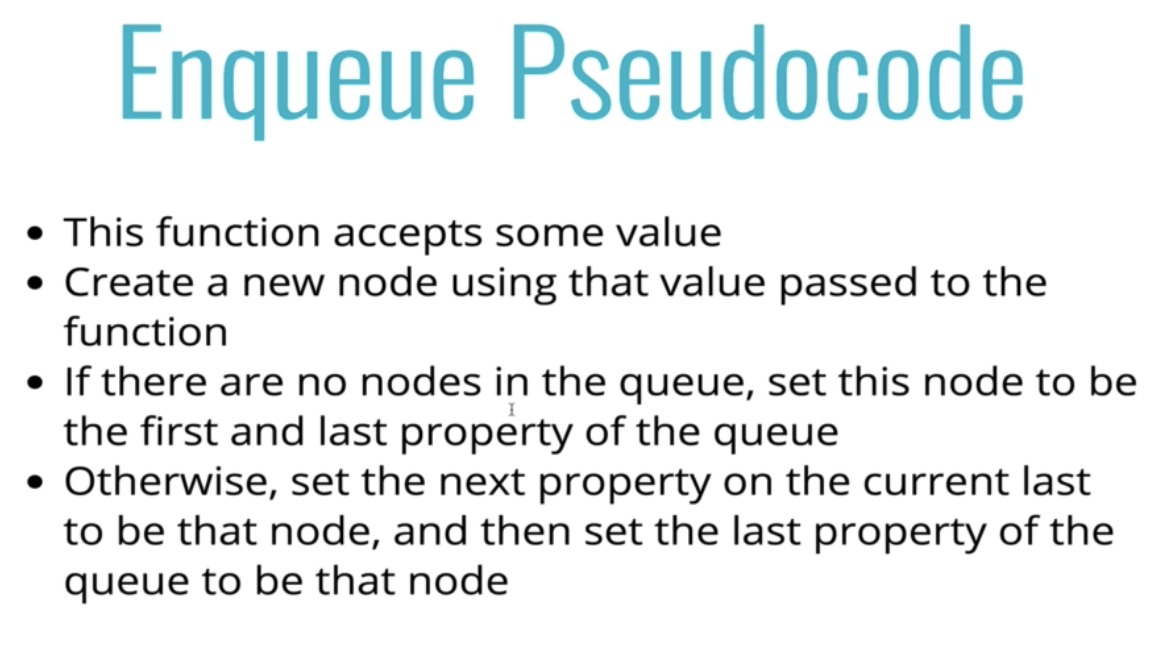 Enqueue Pseudocode
• This function accepts some value
• Create a new node using that value passed to the
function
• If there are no nodes in the queue, set this node to be
the first and last property of the queue
• Otherwise, set the next property on the current last
to be that node, and then set the last property of the
queue to be that node